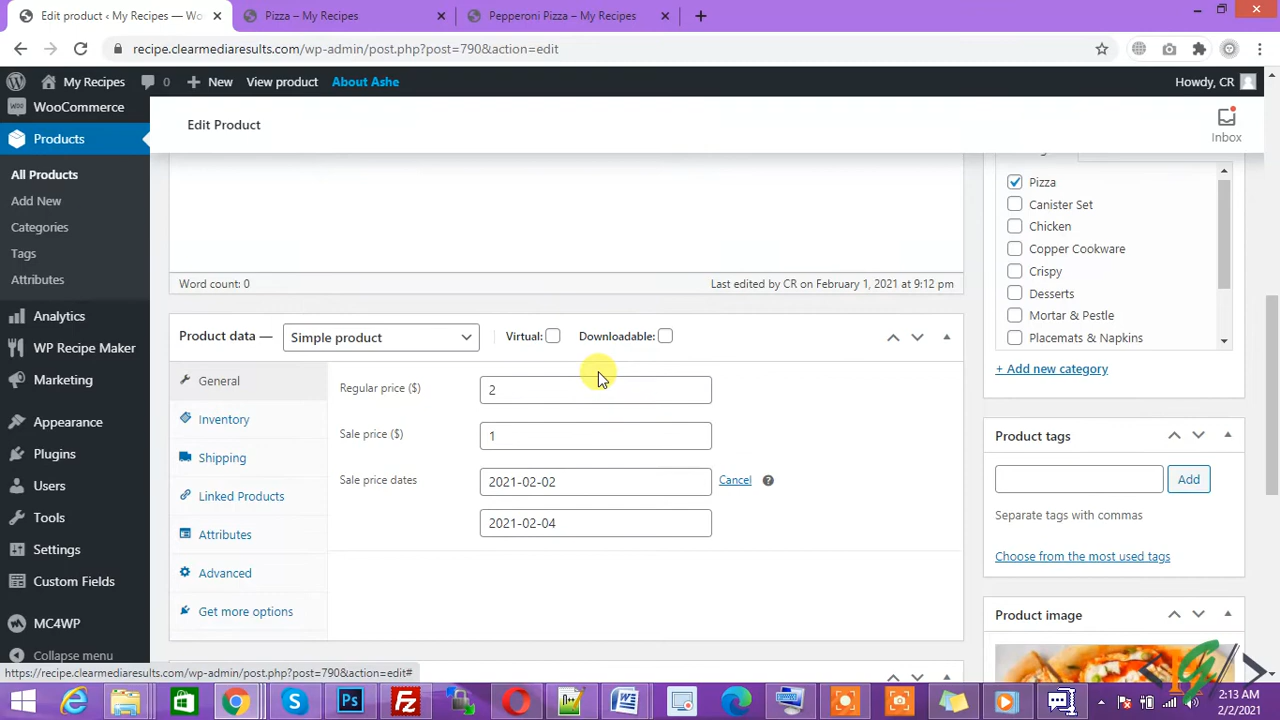 Edit product ‹ My Recipes — Wo
Pizza – My Recipes
Pepperoni Pizza – My Recipes
recipe.clearmediaresults.com/wp-admin/post.php?post=790&action=edit
My Recipes
0
New
View product
About Ashe
Howdy, CR
WooCommerce
Products
All Products
Add New
Categories
Tags
Attributes
Analytics
WP Recipe Maker
Marketing
Appearance
Plugins
Users
Tools
Settings
Custom Fields
MC4WP
Collapse menu
Edit Product
Inbox
Word count: 0
Last edited by CR on February 1, 2021 at 9:12 pm
Product data —
Simple product
Virtual:
Downloadable:
General
Inventory
Shipping
Linked Products
Attributes
Advanced
Get more options
Regular price ($)
2
Sale price ($)
1
Sale price dates
2021-02-02
Cancel
2021-02-04
Pizza
Canister Set
Chicken
Copper Cookware
Crispy
Desserts
Mortar & Pestle
Placemats & Napkins
+ Add new category
Product tags
Add
Separate tags with commas
Choose from the most used tags
Product image
https://recipe.clearmediaresults.com/wp-admin/post.php?post=790&action=edit#
2:13 AM
2/2/2021